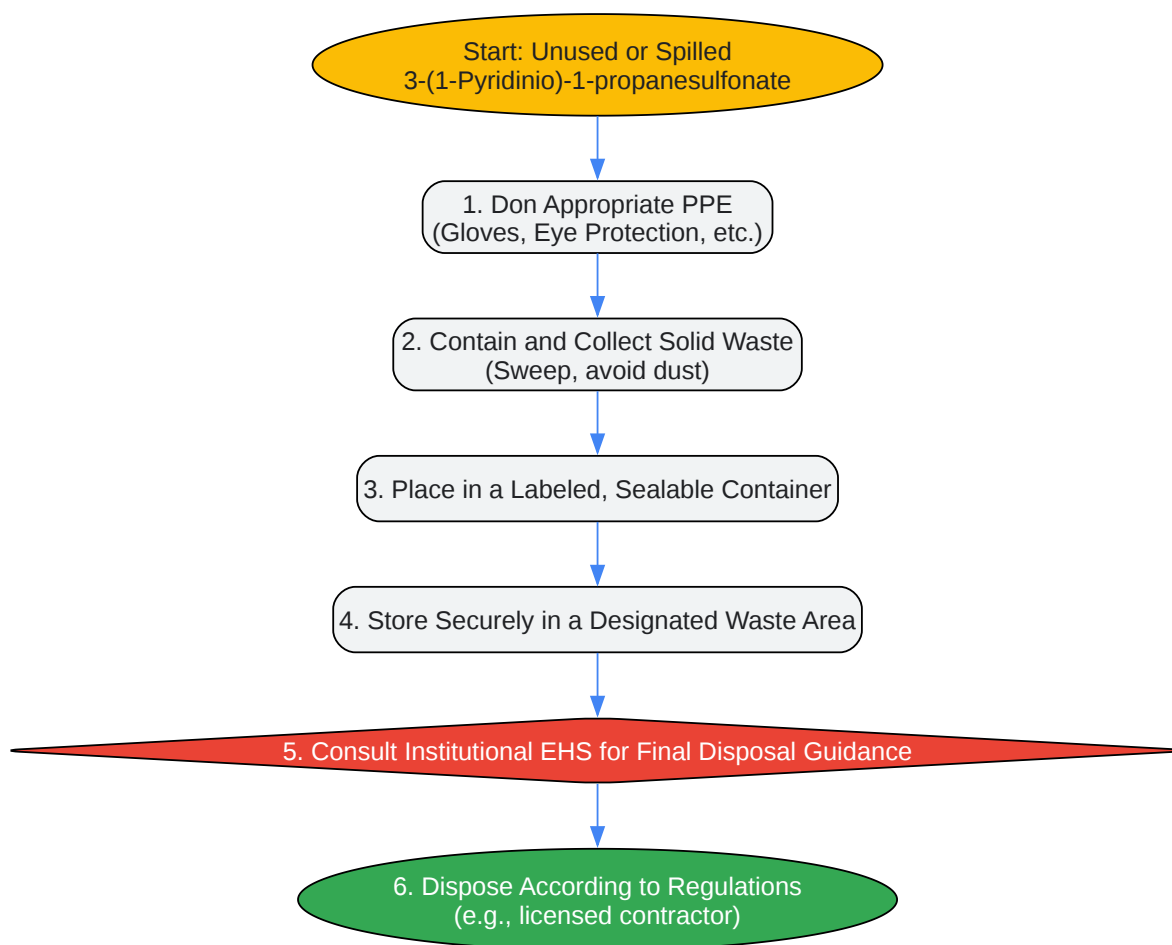 Start: Unused or Spilled
3-(1-Pyridinio)-1-propanesulfonate
1. Don Appropriate PPE
(Gloves, Eye Protection, etc.)
2. Contain and Collect Solid Waste
(Sweep, avoid dust)
3. Place in a Labeled, Sealable Container
4. Store Securely in a Designated Waste Area
5. Consult Institutional EHS for Final Disposal Guidance
6. Dispose According to Regulations
(e.g., licensed contractor)